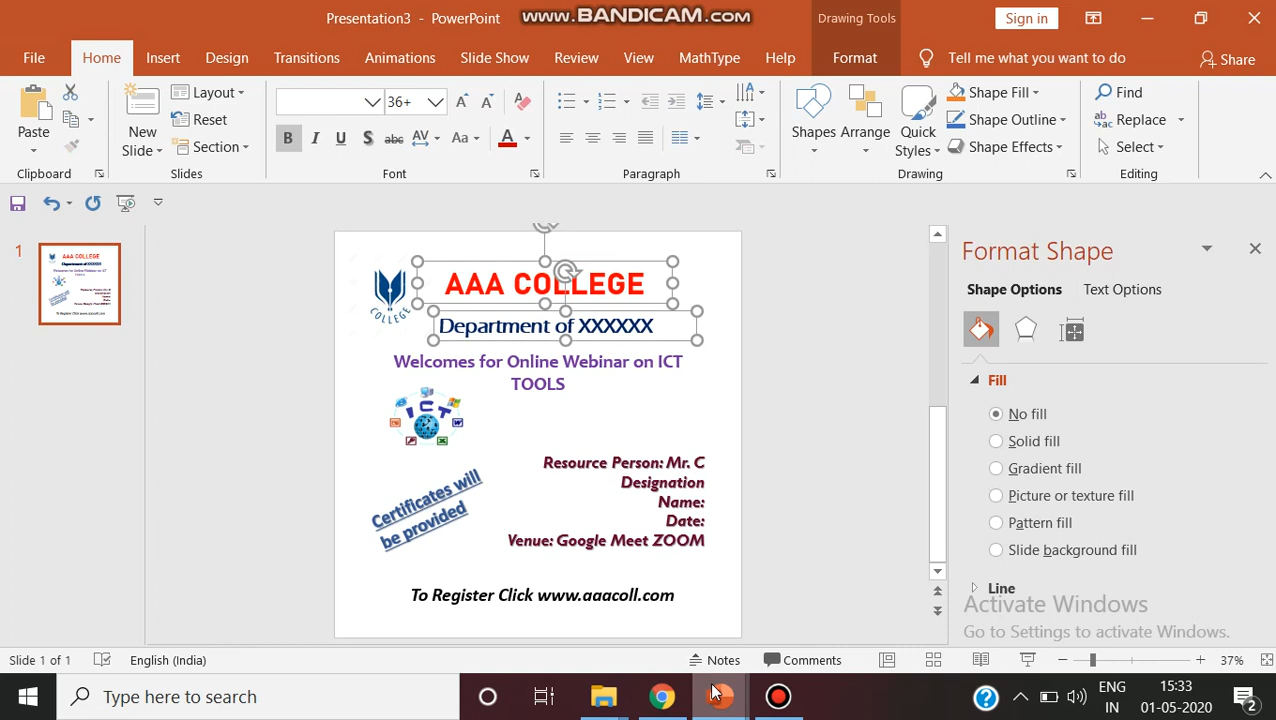 Presentation3 - PowerPoint
www.BANDICAM.com
Drawing Tools
Sign in
File
Home
Insert
Design
Transitions
Animations
Slide Show
Review
View
MathType
Help
Format
Tell me what you want to do
Share
Paste
Clipboard
New Slide
Layout
Reset
Section
Slides
36+
B I U S abc AV Aa A
Font
Paragraph
Shapes
Arrange
Quick Styles
Shape Fill
Shape Outline
Shape Effects
Drawing
Find
Replace
Select
Editing
1
AAA COLLEGE
COLLEGE
Department of XXXXXX
Welcomes for Online Webinar on ICT
TOOLS
ICT
Resource Person: Mr. C
Designation
Name:
Date:
Venue: Google Meet ZOOM
Certificates will
be provided
To Register Click www.aaacoll.com
Format Shape
Shape Options
Text Options
Fill
No fill
Solid fill
Gradient fill
Picture or texture fill
Pattern fill
Slide background fill
Line
Activate Windows
Go to Settings to activate Windows.
Slide 1 of 1
English (India)
Notes
Comments
37%
Type here to search
ENG
IN
15:33
01-05-2020
2